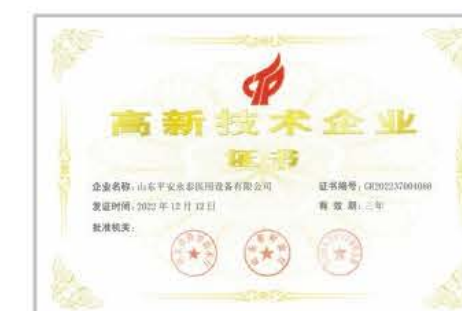 高新技术企业
证书
企业名称:山东平安永泰医用设备有限公司
证书编号:GR202237004080
发证时间:2022年12月12日
有效期:三年
批准机关: